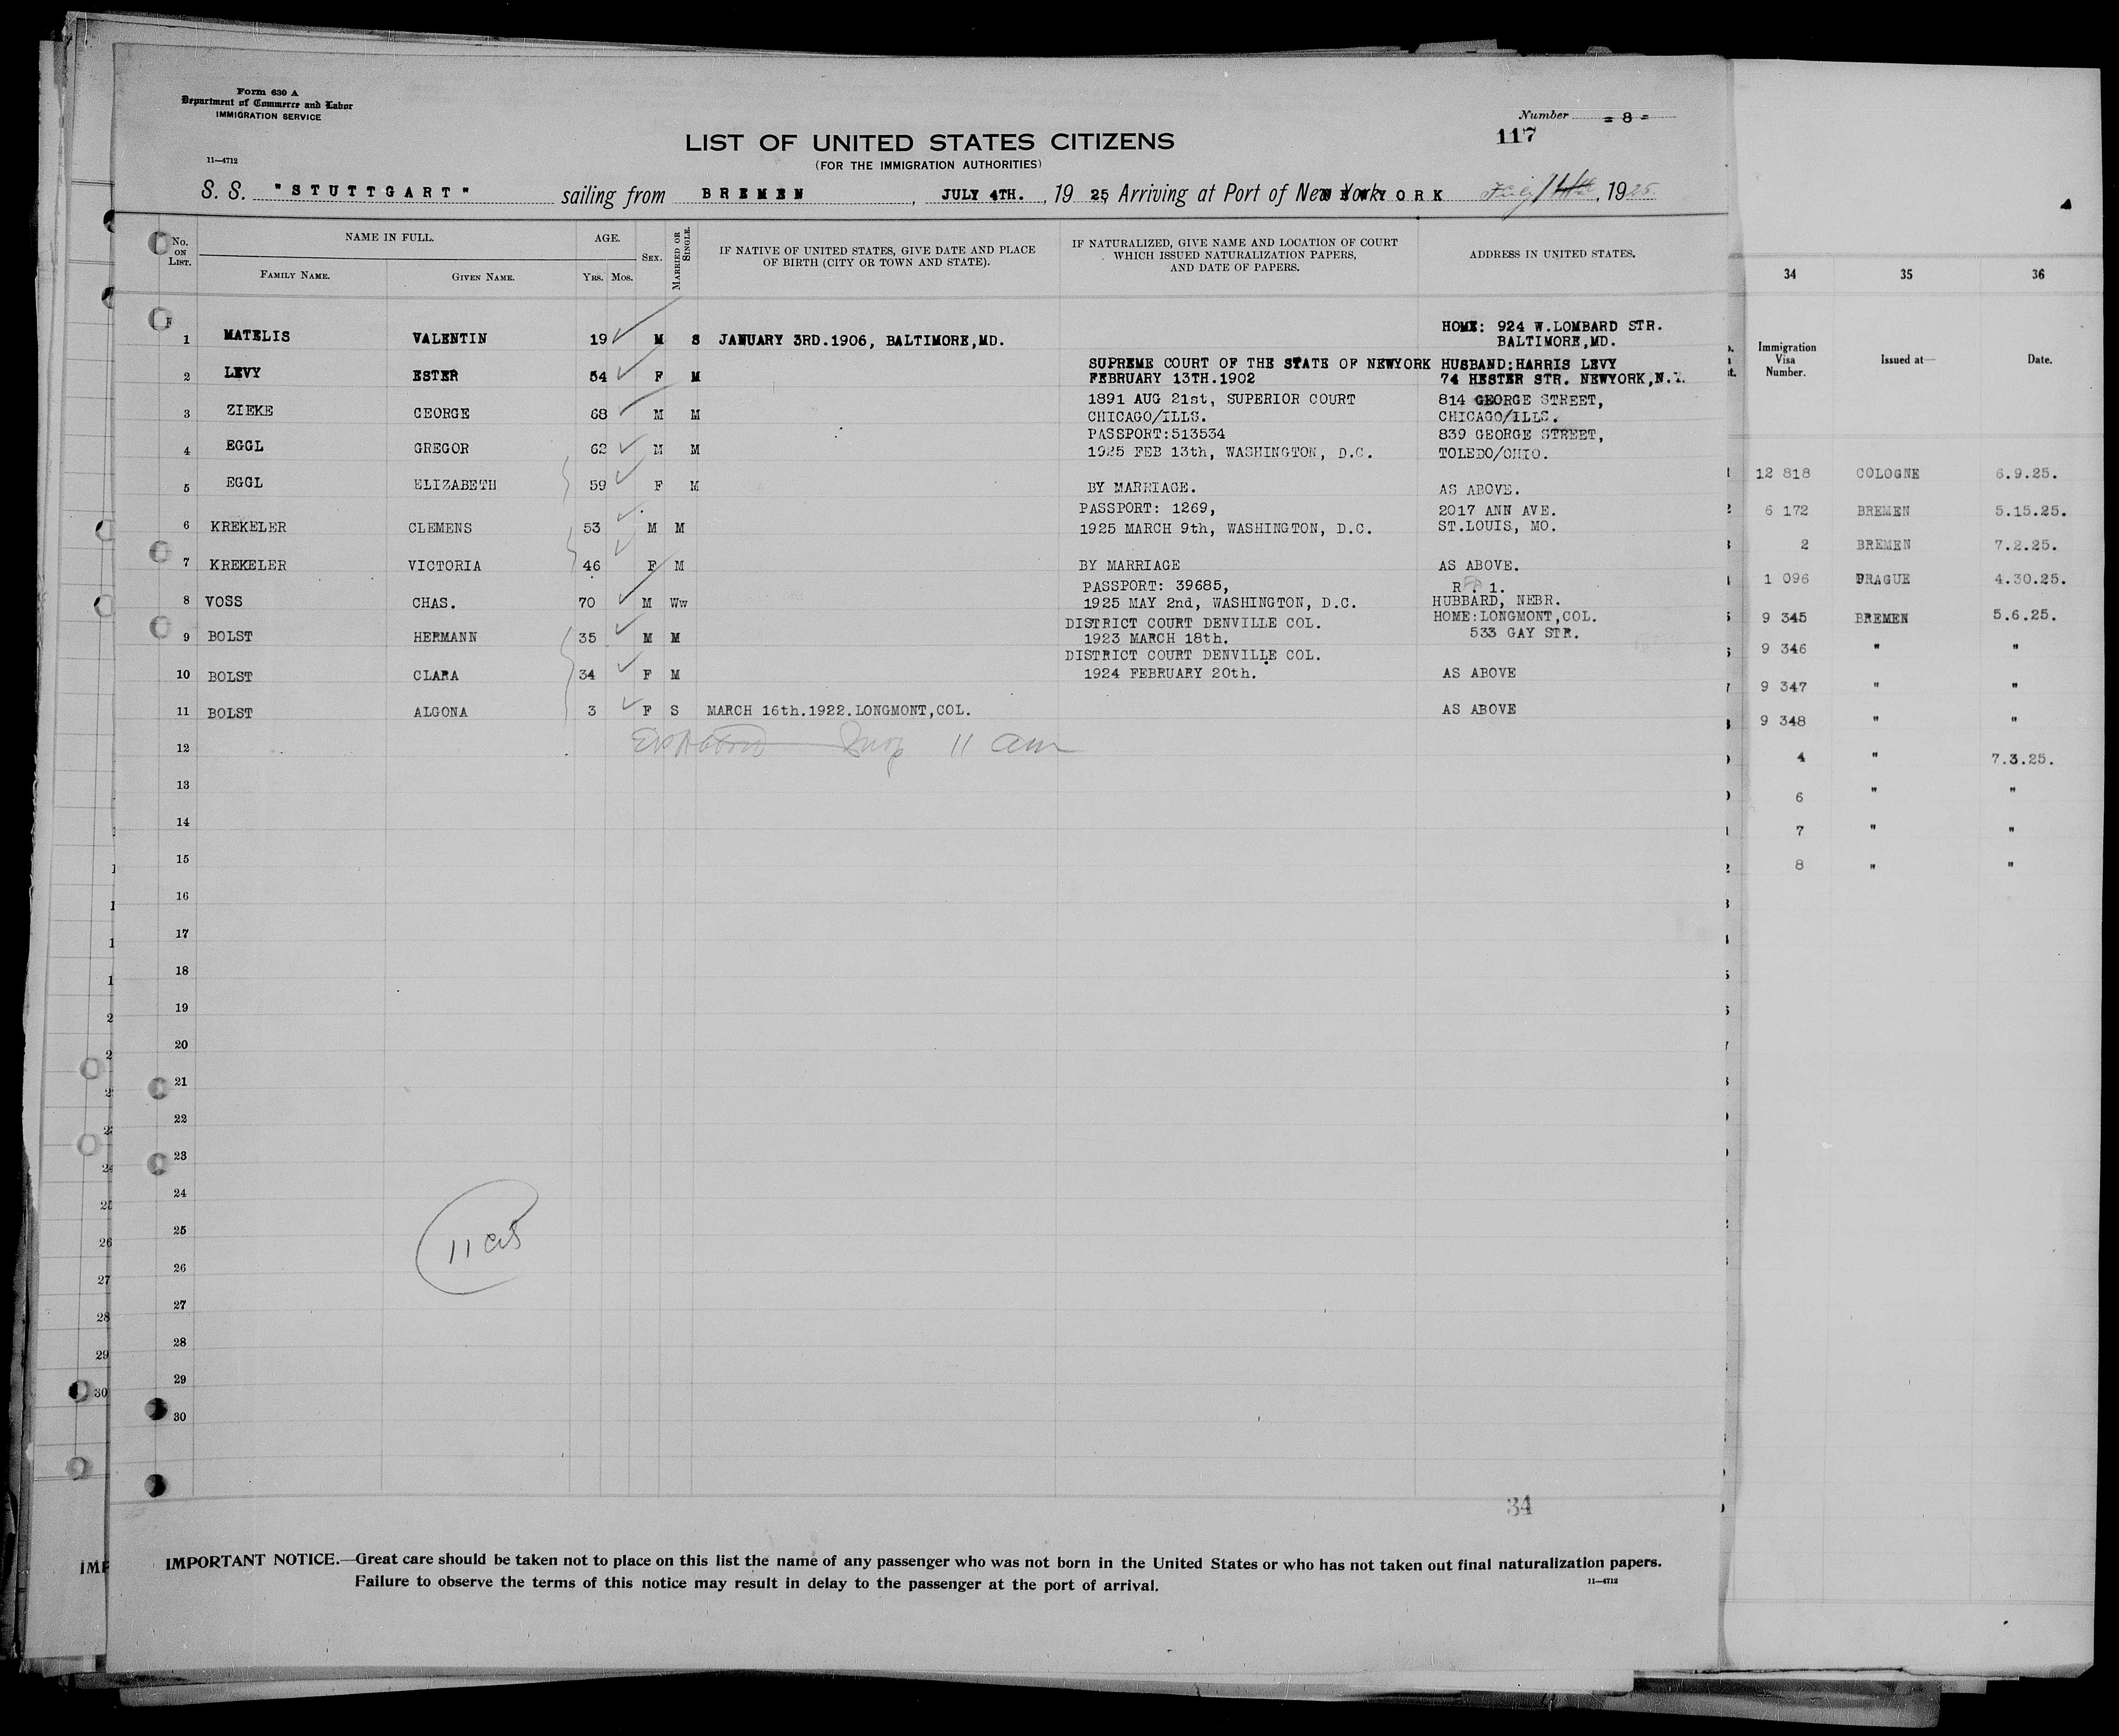 Form 630 A
Department of Commerce and Labor
IMMIGRATION SERVICE
11—4712
Number = 8 =
117
LIST OF UNITED STATES CITIZENS
(FOR THE IMMIGRATION AUTHORITIES)
S. S. "STUTTGART" sailing from BREMEN, JULY 4TH., 19 25, Arriving at Port of New York NEWYORK July 14th, 1925.
No. ON LIST.
NAME IN FULL.
FAMILY NAME. GIVEN NAME.
AGE.
YRS. MOS.
SEX.
MARRIED OR SINGLE.
IF NATIVE OF UNITED STATES, GIVE DATE AND PLACE
OF BIRTH (CITY OR TOWN AND STATE).
IF NATURALIZED, GIVE NAME AND LOCATION OF COURT
WHICH ISSUED NATURALIZATION PAPERS,
AND DATE OF PAPERS.
ADDRESS IN UNITED STATES.
HOME: 924 W.LOMBARD STR.
1 MATELIS VALENTIN 19 M S JANUARY 3RD.1906, BALTIMORE,MD. BALTIMORE,MD.
SUPREME COURT OF THE STATE OF NEWYORK HUSBAND:HARRIS LEVY
2 LEVY ESTER 54 F M FEBRUARY 13TH.1902 74 HESTER STR. NEWYORK,N.Y.
1891 AUG 21st, SUPERIOR COURT 814 GEORGE STREET,
3 ZIEKE GEORGE 68 M M CHICAGO/ILLS. CHICAGO/ILLS.
PASSPORT:513534 839 GEORGE STREET,
4 EGGL GREGOR 62 M M 1925 FEB 13th, WASHINGTON, D.C. TOLEDO/OHIO.
5 EGGL ELIZABETH 59 F M BY MARRIAGE. AS ABOVE.
PASSPORT: 1269, 2017 ANN AVE.
6 KREKELER CLEMENS 53 M M 1925 MARCH 9th, WASHINGTON, D.C. ST.LOUIS, MO.
7 KREKELER VICTORIA 46 F M BY MARRIAGE AS ABOVE.
PASSPORT: 39685, 1.
8 VOSS CHAS. 70 M Ww 1925 MAY 2nd, WASHINGTON, D.C. HUBBARD, NEBR.
DISTRICT COURT DENVILLE COL. HOME:LONGMONT,COL.
9 BOLST HERMANN 35 M M 1923 MARCH 18th. 533 GAY STR.
DISTRICT COURT DENVILLE COL.
10 BOLST CLARA 34 F M 1924 FEBRUARY 20th. AS ABOVE
11 BOLST ALGONA 3 F S MARCH 16th.1922.LONGMONT,COL. AS ABOVE
12
11 am
13
14
15
16
17
18
19
20
21
22
23
24
25
26
27
28
29
30
34
IMPORTANT NOTICE.—Great care should be taken not to place on this list the name of any passenger who was not born in the United States or who has not taken out final naturalization papers.
Failure to observe the terms of this notice may result in delay to the passenger at the port of arrival.
11—4712
34 35 36
Immigration Visa Number. Issued at— Date.
12 818 COLOGNE 6.9.25.
6 172 BREMEN 5.15.25.
2 BREMEN 7.2.25.
1 096 PRAGUE 4.30.25.
9 345 BREMEN 5.6.25.
9 346 " "
9 347 " "
9 348 " "
4 " 7.3.25.
6 " "
7 " "
8 " "
24
26
27
28
29
30